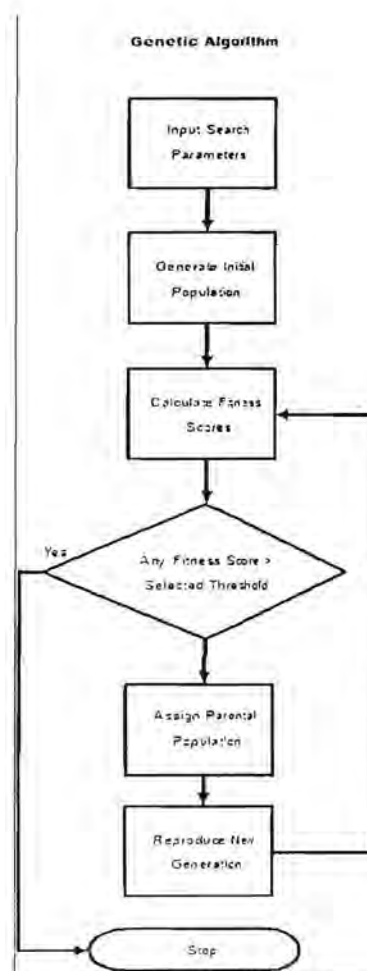 Genetic Algorithm
Input Search
Parameters
Generate Initial
Population
Calculate Fitness
Scores
Yes
Any Fitness Score >
Selected Threshold
Assign Parental
Population
Reproduce New
Generation
Stop